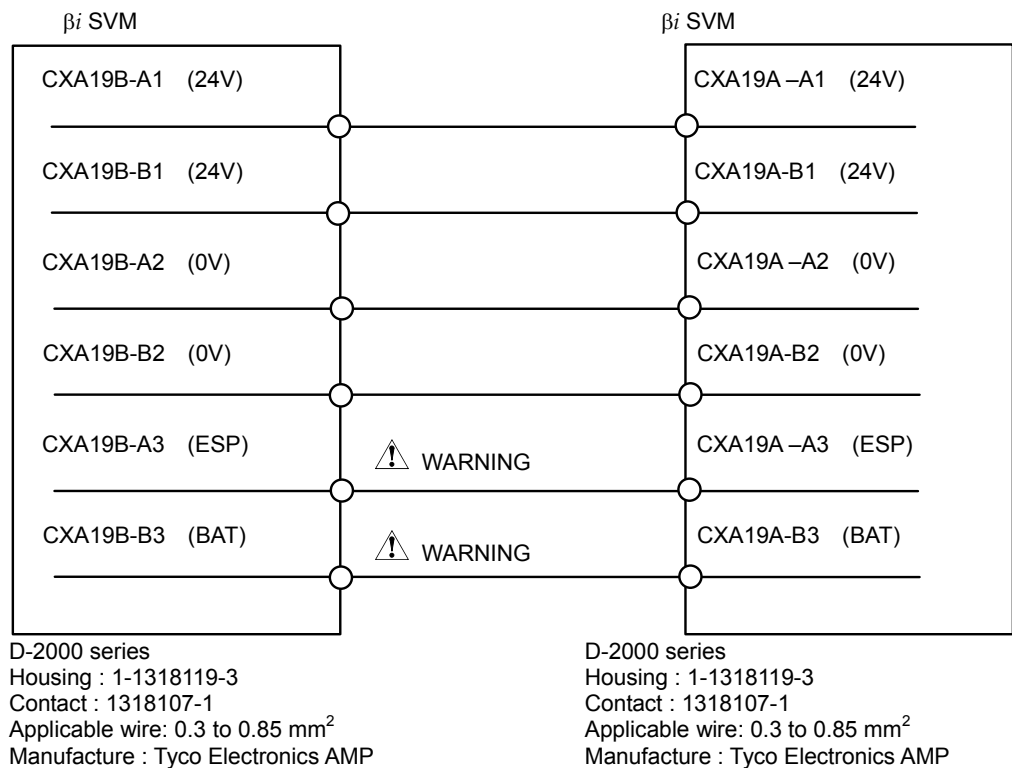 βi SVM βi SVM
CXA19B-A1 (24V) CXA19A –A1 (24V)
CXA19B-B1 (24V) CXA19A-B1 (24V)
CXA19B-A2 (0V) CXA19A –A2 (0V)
CXA19B-B2 (0V) CXA19A-B2 (0V)
CXA19B-A3 (ESP) WARNING CXA19A –A3 (ESP)
CXA19B-B3 (BAT) WARNING CXA19A-B3 (BAT)
D-2000 series
Housing : 1-1318119-3
Contact : 1318107-1
Applicable wire: 0.3 to 0.85 mm²
Manufacture : Tyco Electronics AMP
D-2000 series
Housing : 1-1318119-3
Contact : 1318107-1
Applicable wire: 0.3 to 0.85 mm²
Manufacture : Tyco Electronics AMP